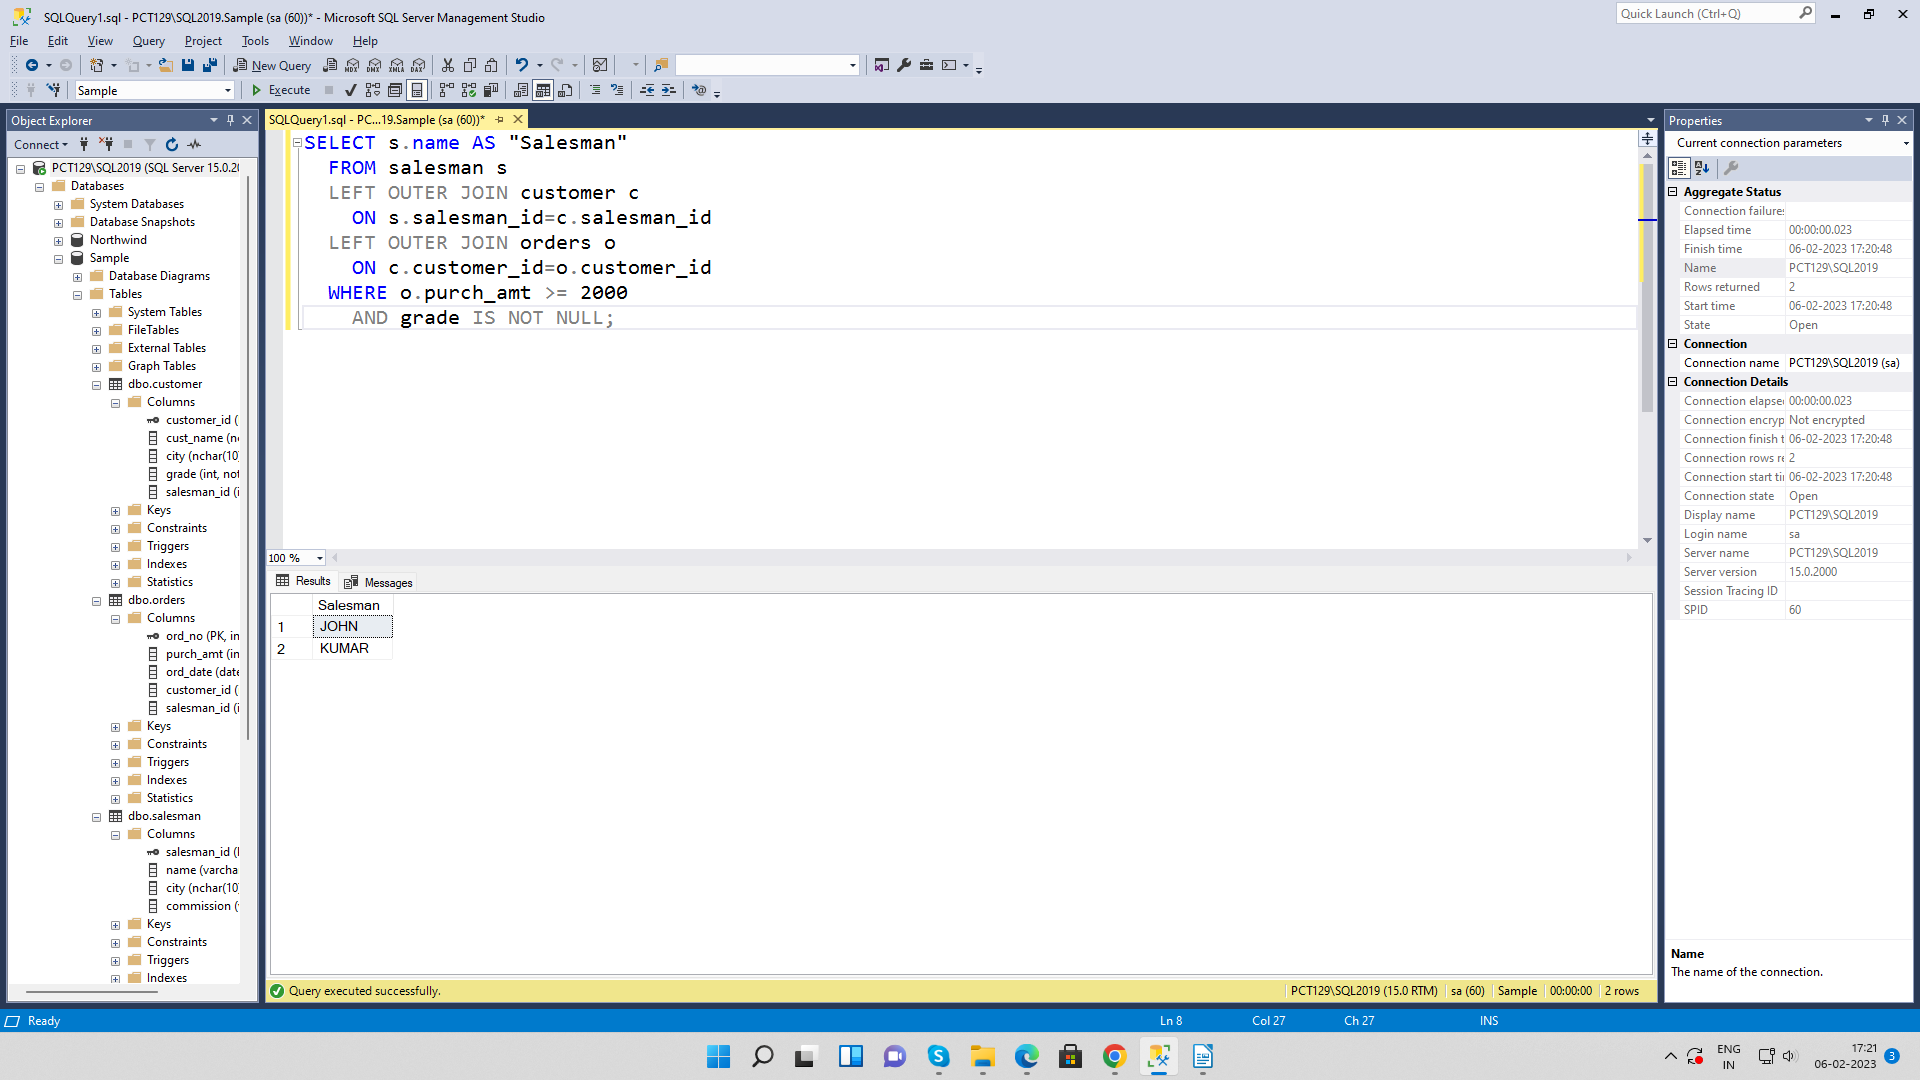 SQLQuery1.sql - PCT129\SQL2019.Sample (sa (60))* - Microsoft SQL Server Management Studio
Quick Launch (Ctrl+Q)
File Edit View Query Project Tools Window Help
New Query
Sample
Execute
Object Explorer
Connect
PCT129\SQL2019 (SQL Server 15.0.20
Databases
System Databases
Database Snapshots
Northwind
Sample
Database Diagrams
Tables
System Tables
FileTables
External Tables
Graph Tables
dbo.customer
Columns
customer_id (
cust_name (n
city (nchar(10)
grade (int, not
salesman_id (i
Keys
Constraints
Triggers
Indexes
Statistics
dbo.orders
Columns
ord_no (PK, in
purch_amt (in
ord_date (date
customer_id (
salesman_id (i
Keys
Constraints
Triggers
Indexes
Statistics
dbo.salesman
Columns
salesman_id (
name (varcha
city (nchar(10)
commission (
Keys
Constraints
Triggers
Indexes
SQLQuery1.sql - PC...19.Sample (sa (60))*
SELECT s.name AS "Salesman"
FROM salesman s
LEFT OUTER JOIN customer c
ON s.salesman_id=c.salesman_id
LEFT OUTER JOIN orders o
ON c.customer_id=o.customer_id
WHERE o.purch_amt >= 2000
AND grade IS NOT NULL;
100 %
Results Messages
Salesman
1 JOHN
2 KUMAR
Query executed successfully.
PCT129\SQL2019 (15.0 RTM) sa (60) Sample 00:00:00 2 rows
Properties
Current connection parameters
Aggregate Status
Connection failures
Elapsed time 00:00:00.023
Finish time 06-02-2023 17:20:48
Name PCT129\SQL2019
Rows returned 2
Start time 06-02-2023 17:20:48
State Open
Connection
Connection name PCT129\SQL2019 (sa)
Connection Details
Connection elapse 00:00:00.023
Connection encryp Not encrypted
Connection finish t 06-02-2023 17:20:48
Connection rows re 2
Connection start ti 06-02-2023 17:20:48
Connection state Open
Display name PCT129\SQL2019
Login name sa
Server name PCT129\SQL2019
Server version 15.0.2000
Session Tracing ID
SPID 60
Name
The name of the connection.
Ready
Ln 8 Col 27 Ch 27 INS
ENG
IN
17:21
06-02-2023
3